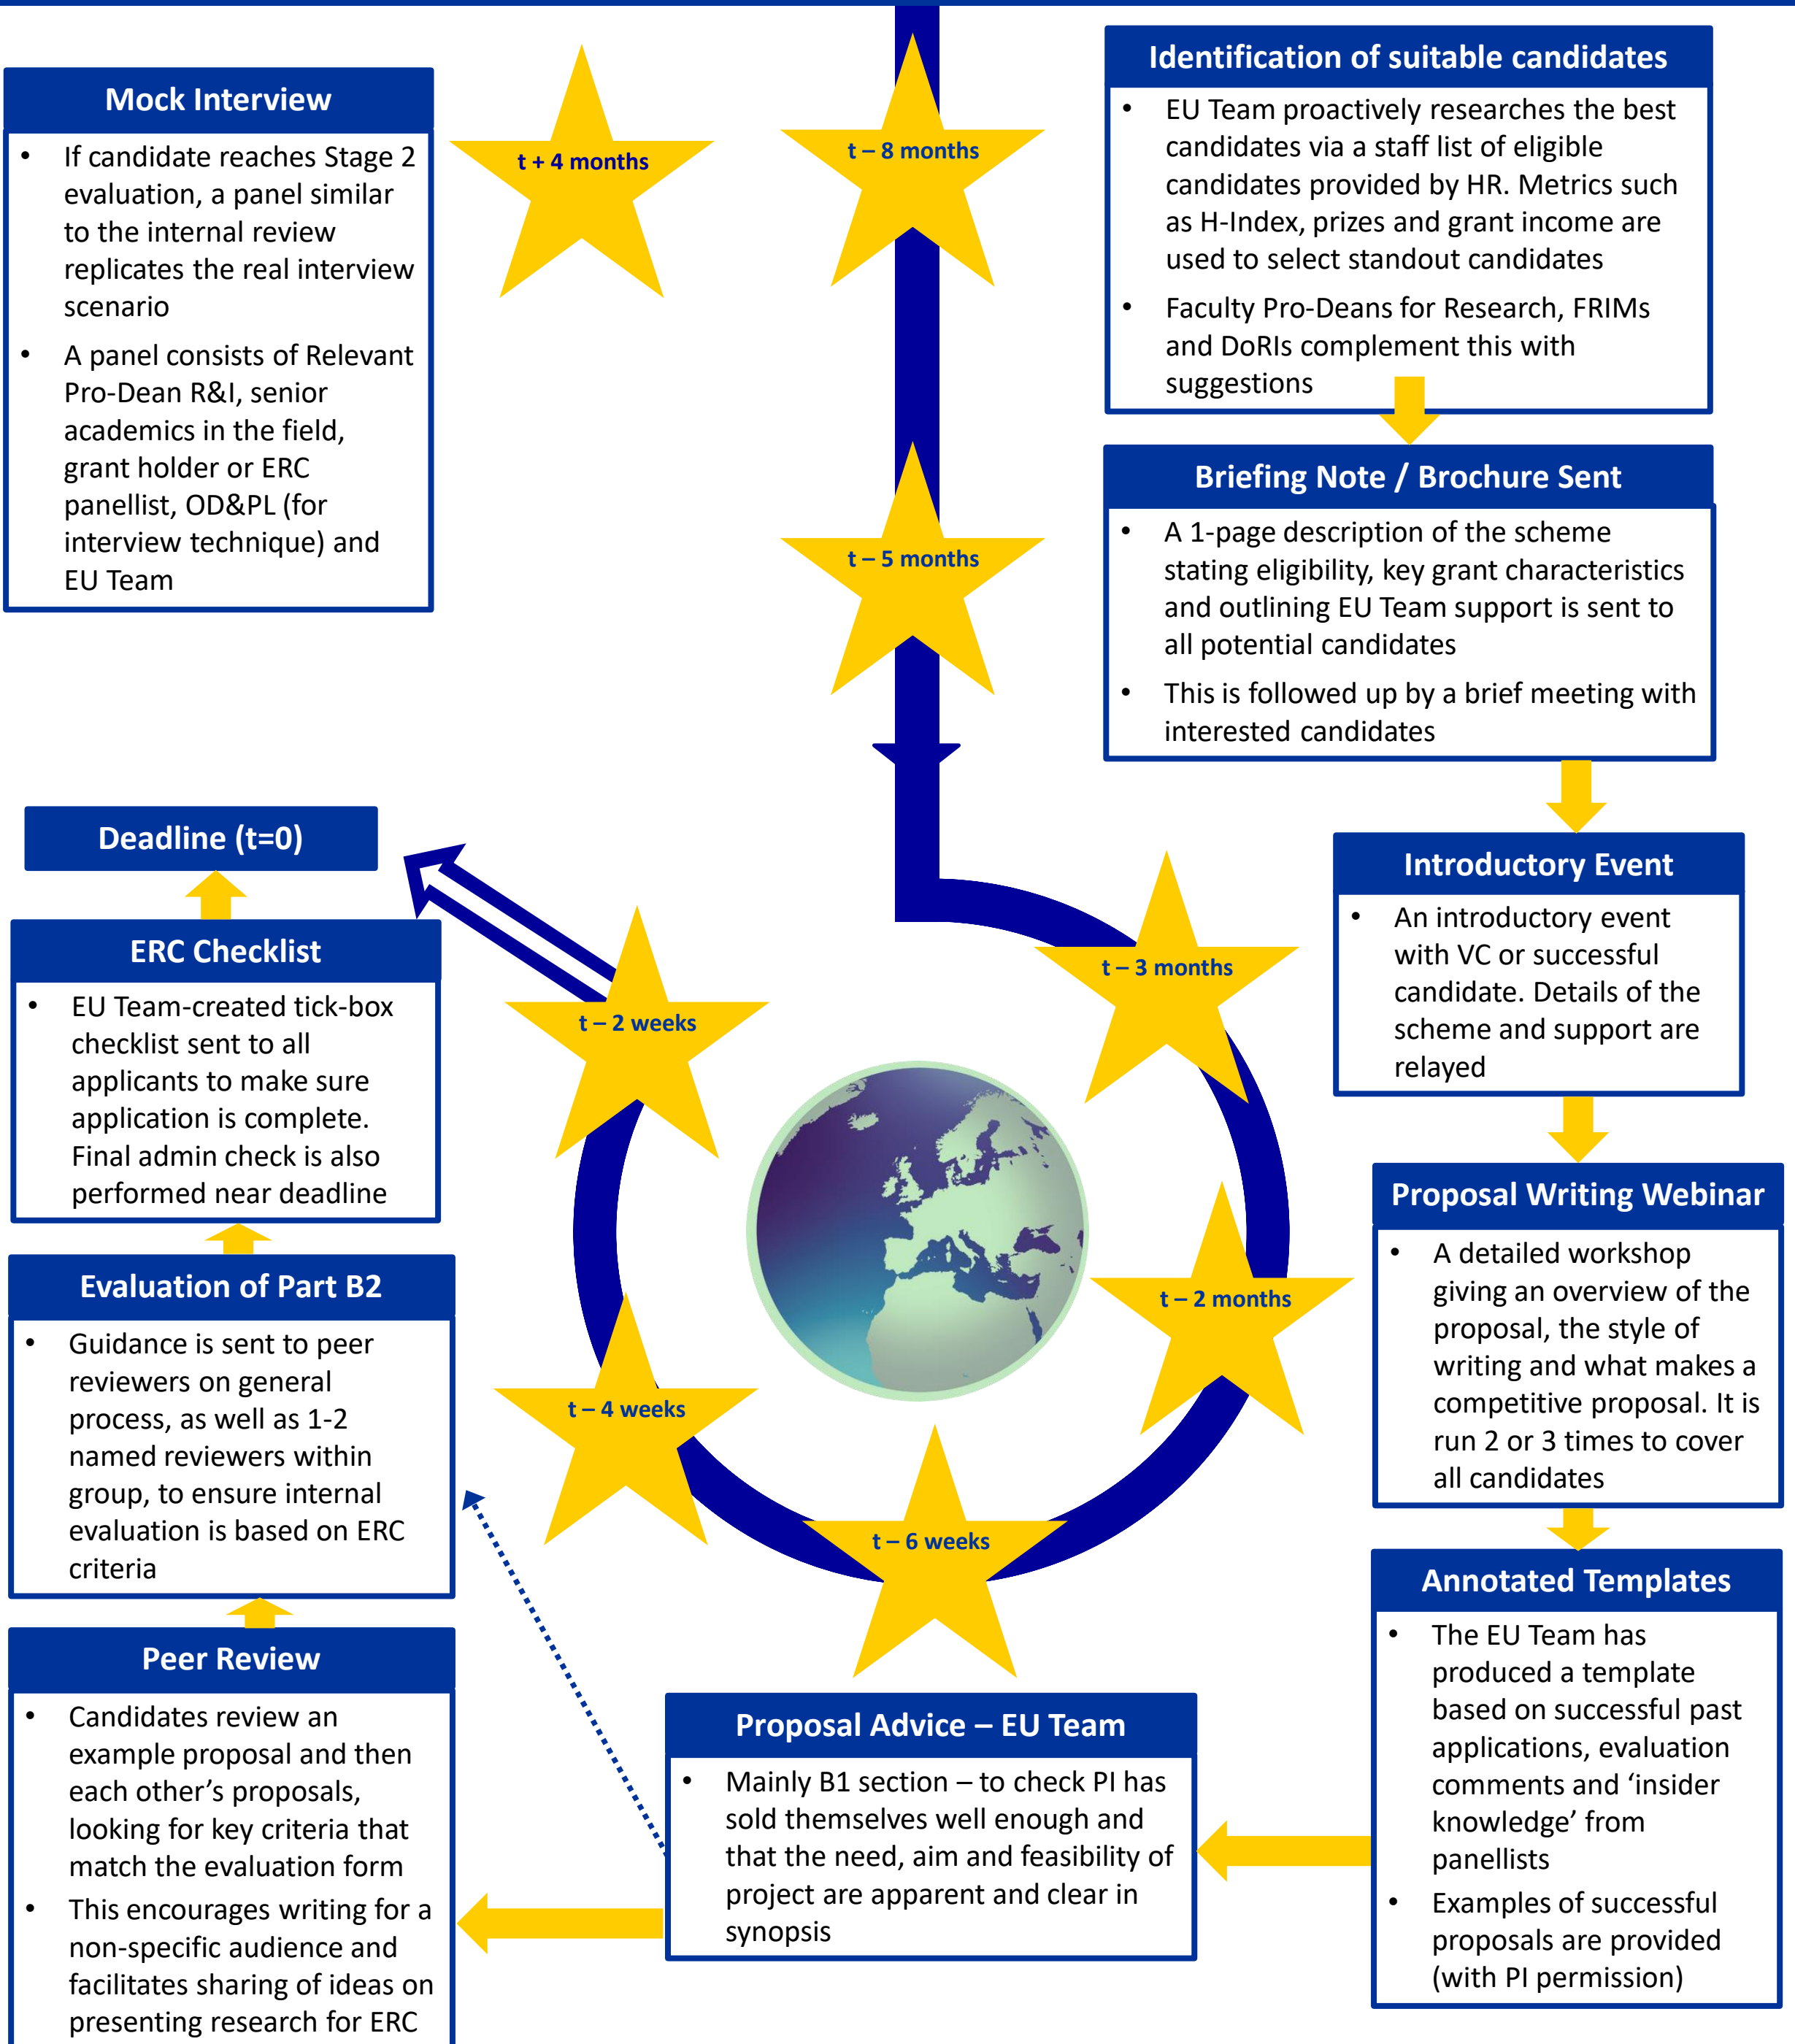 Identification of suitable candidates
• EU Team proactively researches the best
candidates via a staff list of eligible
candidates provided by HR. Metrics such
as H-Index, prizes and grant income are
used to select standout candidates
• Faculty Pro-Deans for Research, FRIMs
and DoRIs complement this with
suggestions
Briefing Note / Brochure Sent
• A 1-page description of the scheme
stating eligibility, key grant characteristics
and outlining EU Team support is sent to
all potential candidates
• This is followed up by a brief meeting with
interested candidates
Introductory Event
• An introductory event
with VC or successful
candidate. Details of the
scheme and support are
relayed
Proposal Writing Webinar
• A detailed workshop
giving an overview of the
proposal, the style of
writing and what makes a
competitive proposal. It is
run 2 or 3 times to cover
all candidates
Annotated Templates
• The EU Team has
produced a template
based on successful past
applications, evaluation
comments and ‘insider
knowledge’ from
panellists
• Examples of successful
proposals are provided
(with PI permission)
Proposal Advice – EU Team
• Mainly B1 section – to check PI has
sold themselves well enough and
that the need, aim and feasibility of
project are apparent and clear in
synopsis
Peer Review
• Candidates review an
example proposal and then
each other’s proposals,
looking for key criteria that
match the evaluation form
• This encourages writing for a
non-specific audience and
facilitates sharing of ideas on
presenting research for ERC
Evaluation of Part B2
• Guidance is sent to peer
reviewers on general
process, as well as 1-2
named reviewers within
group, to ensure internal
evaluation is based on ERC
criteria
ERC Checklist
• EU Team-created tick-box
checklist sent to all
applicants to make sure
application is complete.
Final admin check is also
performed near deadline
Deadline (t=0)
Mock Interview
• If candidate reaches Stage 2
evaluation, a panel similar
to the internal review
replicates the real interview
scenario
• A panel consists of Relevant
Pro-Dean R&I, senior
academics in the field,
grant holder or ERC
panellist, OD&PL (for
interview technique) and
EU Team
t – 8 months
t – 5 months
t – 3 months
t – 2 months
t – 6 weeks
t – 4 weeks
t – 2 weeks
t + 4 months